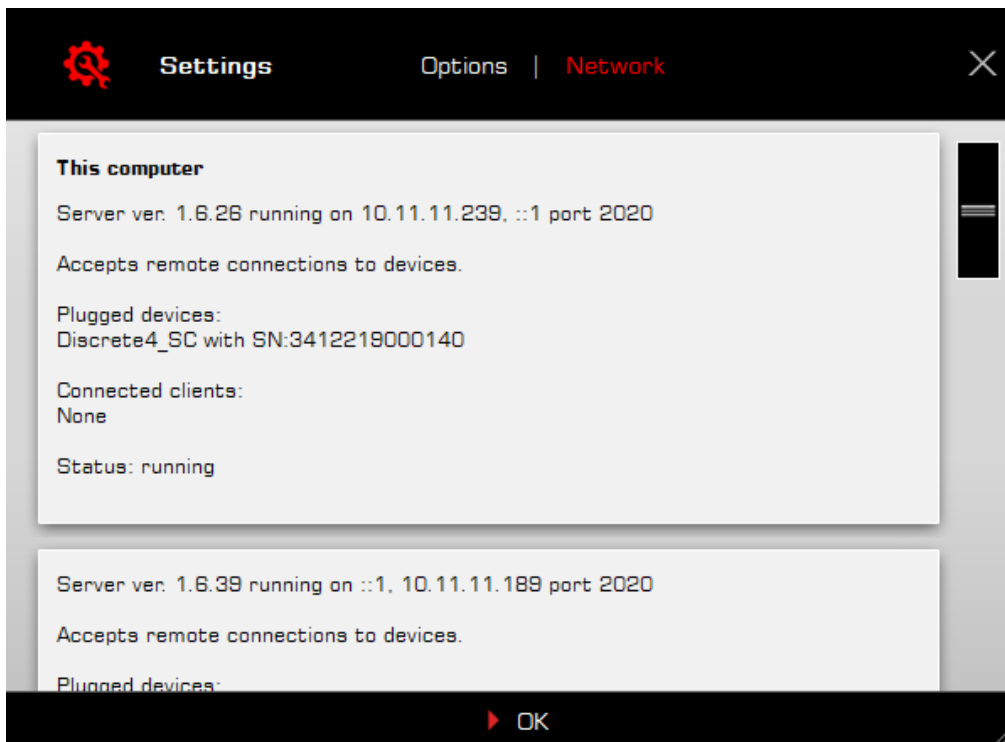 Settings
Options | Network
This computer
Server ver. 1.6.26 running on 10.11.11.239, ::1 port 2020
Accepts remote connections to devices.
Plugged devices:
Discrete4_SC with SN:3412219000140
Connected clients:
None
Status: running
Server ver. 1.6.39 running on ::1, 10.11.11.189 port 2020
Accepts remote connections to devices.
Plugged devices:
OK